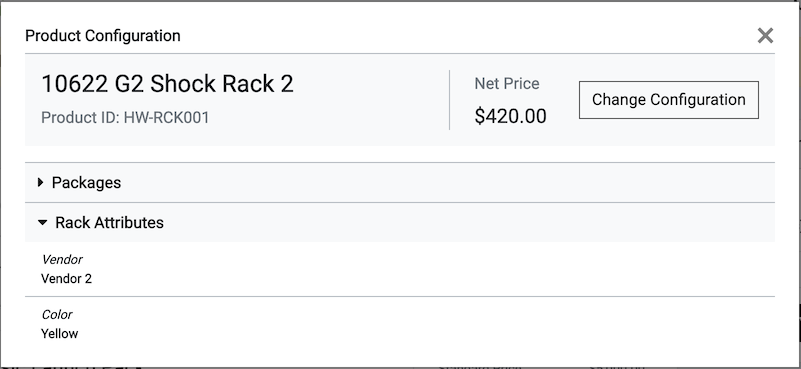 Product Configuration
10622 G2 Shock Rack 2
Product ID: HW-RCK001
Net Price
$420.00
Change Configuration
Packages
Rack Attributes
Vendor
Vendor 2
Color
Yellow